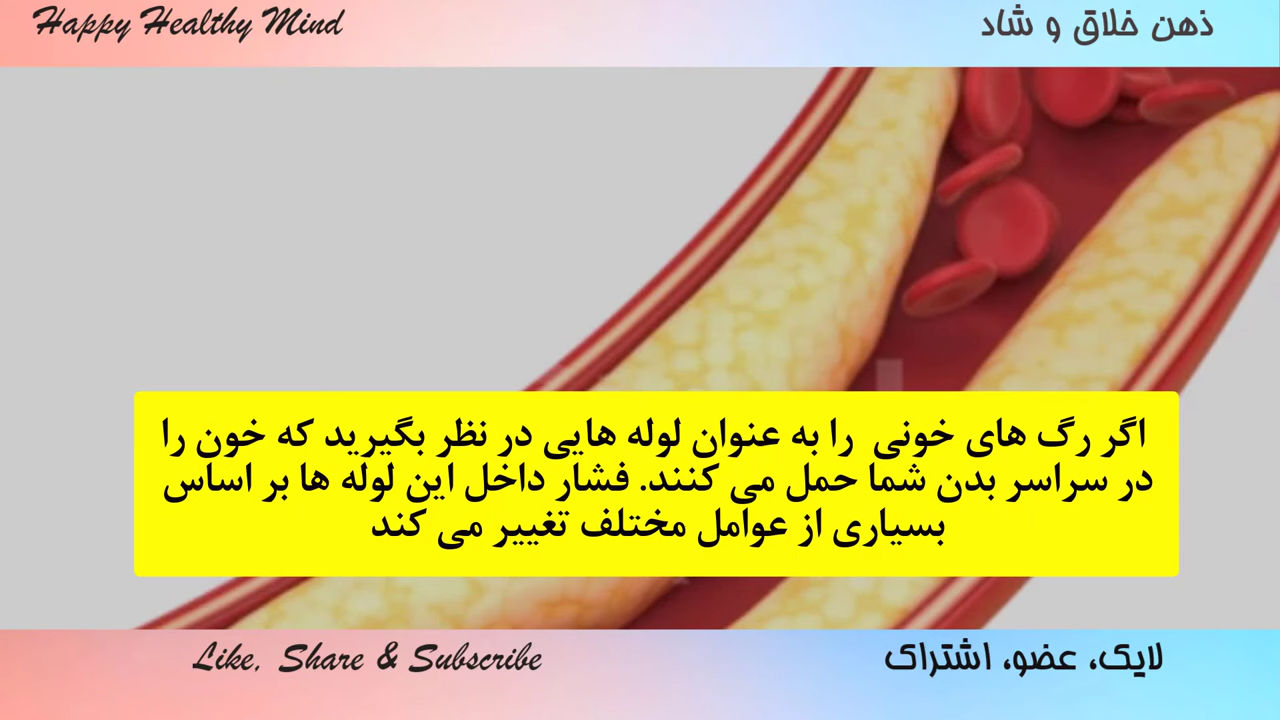 Happy Healthy Mind
ذهن خلاق و شاد
اگر رگ های خونی را به عنوان لوله هایی در نظر بگیرید که خون را
در سراسر بدن شما حمل می کنند. فشار داخل این لوله ها بر اساس
بسیاری از عوامل مختلف تغییر می کند
Like, Share & Subscribe
لایک، عضو، اشتراک